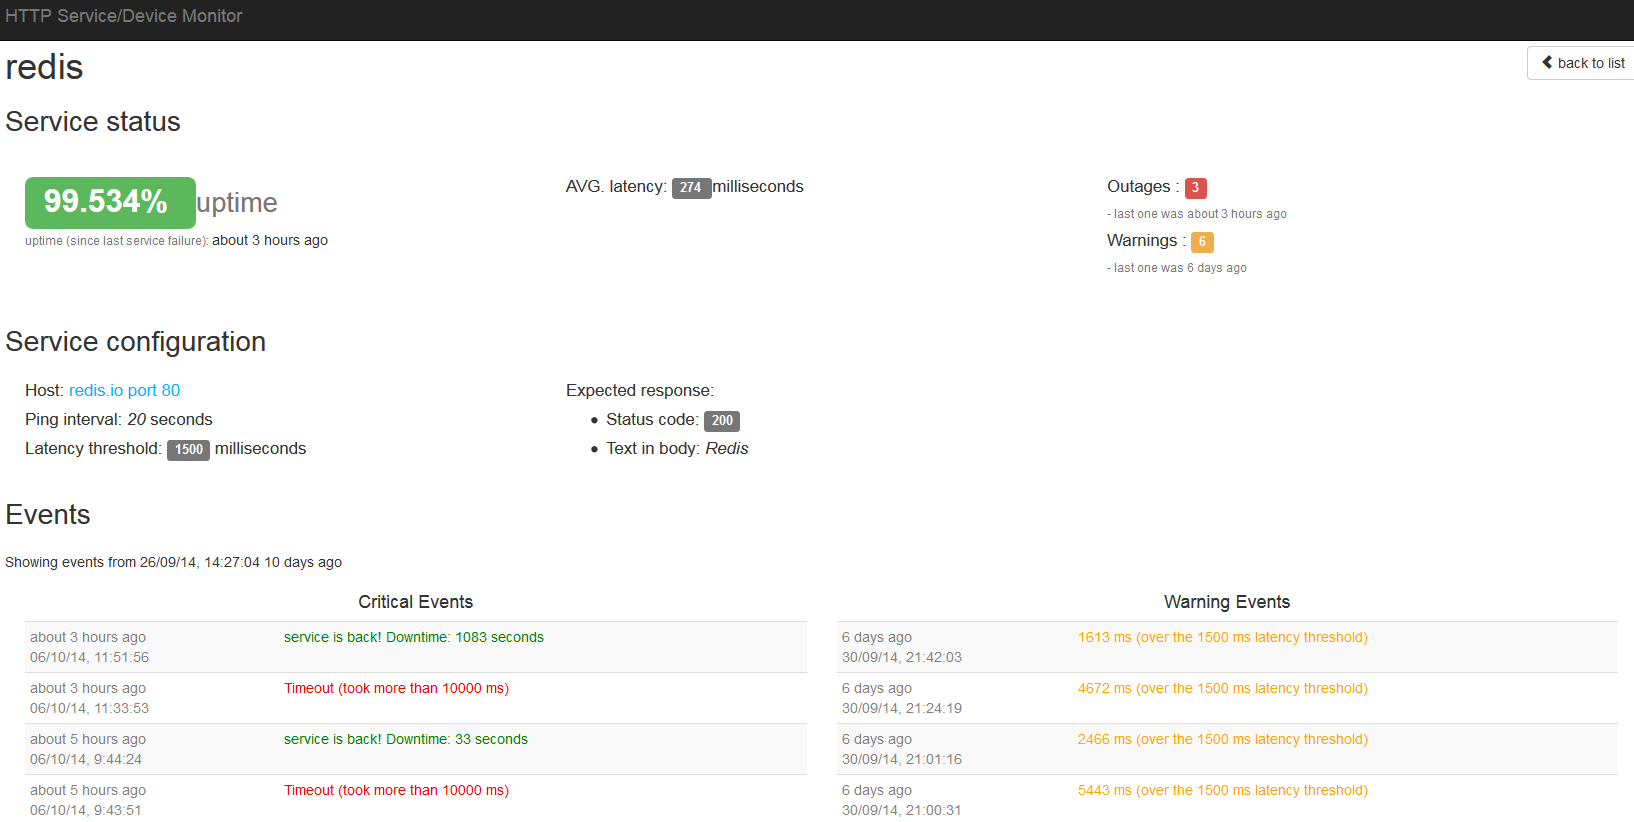 HTTP Service/Device Monitor
redis
back to list
Service status
99.534% uptime
uptime (since last service failure): about 3 hours ago
AVG. latency: 274 milliseconds
Outages : 3
- last one was about 3 hours ago
Warnings : 6
- last one was 6 days ago
Service configuration
Host: redis.io port 80
Ping interval: 20 seconds
Latency threshold: 1500 milliseconds
Expected response:
• Status code: 200
• Text in body: Redis
Events
Showing events from 26/09/14, 14:27:04 10 days ago
Critical Events
about 3 hours ago service is back! Downtime: 1083 seconds
06/10/14, 11:51:56
about 3 hours ago Timeout (took more than 10000 ms)
06/10/14, 11:33:53
about 5 hours ago service is back! Downtime: 33 seconds
06/10/14, 9:44:24
about 5 hours ago Timeout (took more than 10000 ms)
06/10/14, 9:43:51
Warning Events
6 days ago 1613 ms (over the 1500 ms latency threshold)
30/09/14, 21:42:03
6 days ago 4672 ms (over the 1500 ms latency threshold)
30/09/14, 21:24:19
6 days ago 2466 ms (over the 1500 ms latency threshold)
30/09/14, 21:01:16
6 days ago 5443 ms (over the 1500 ms latency threshold)
30/09/14, 21:00:31